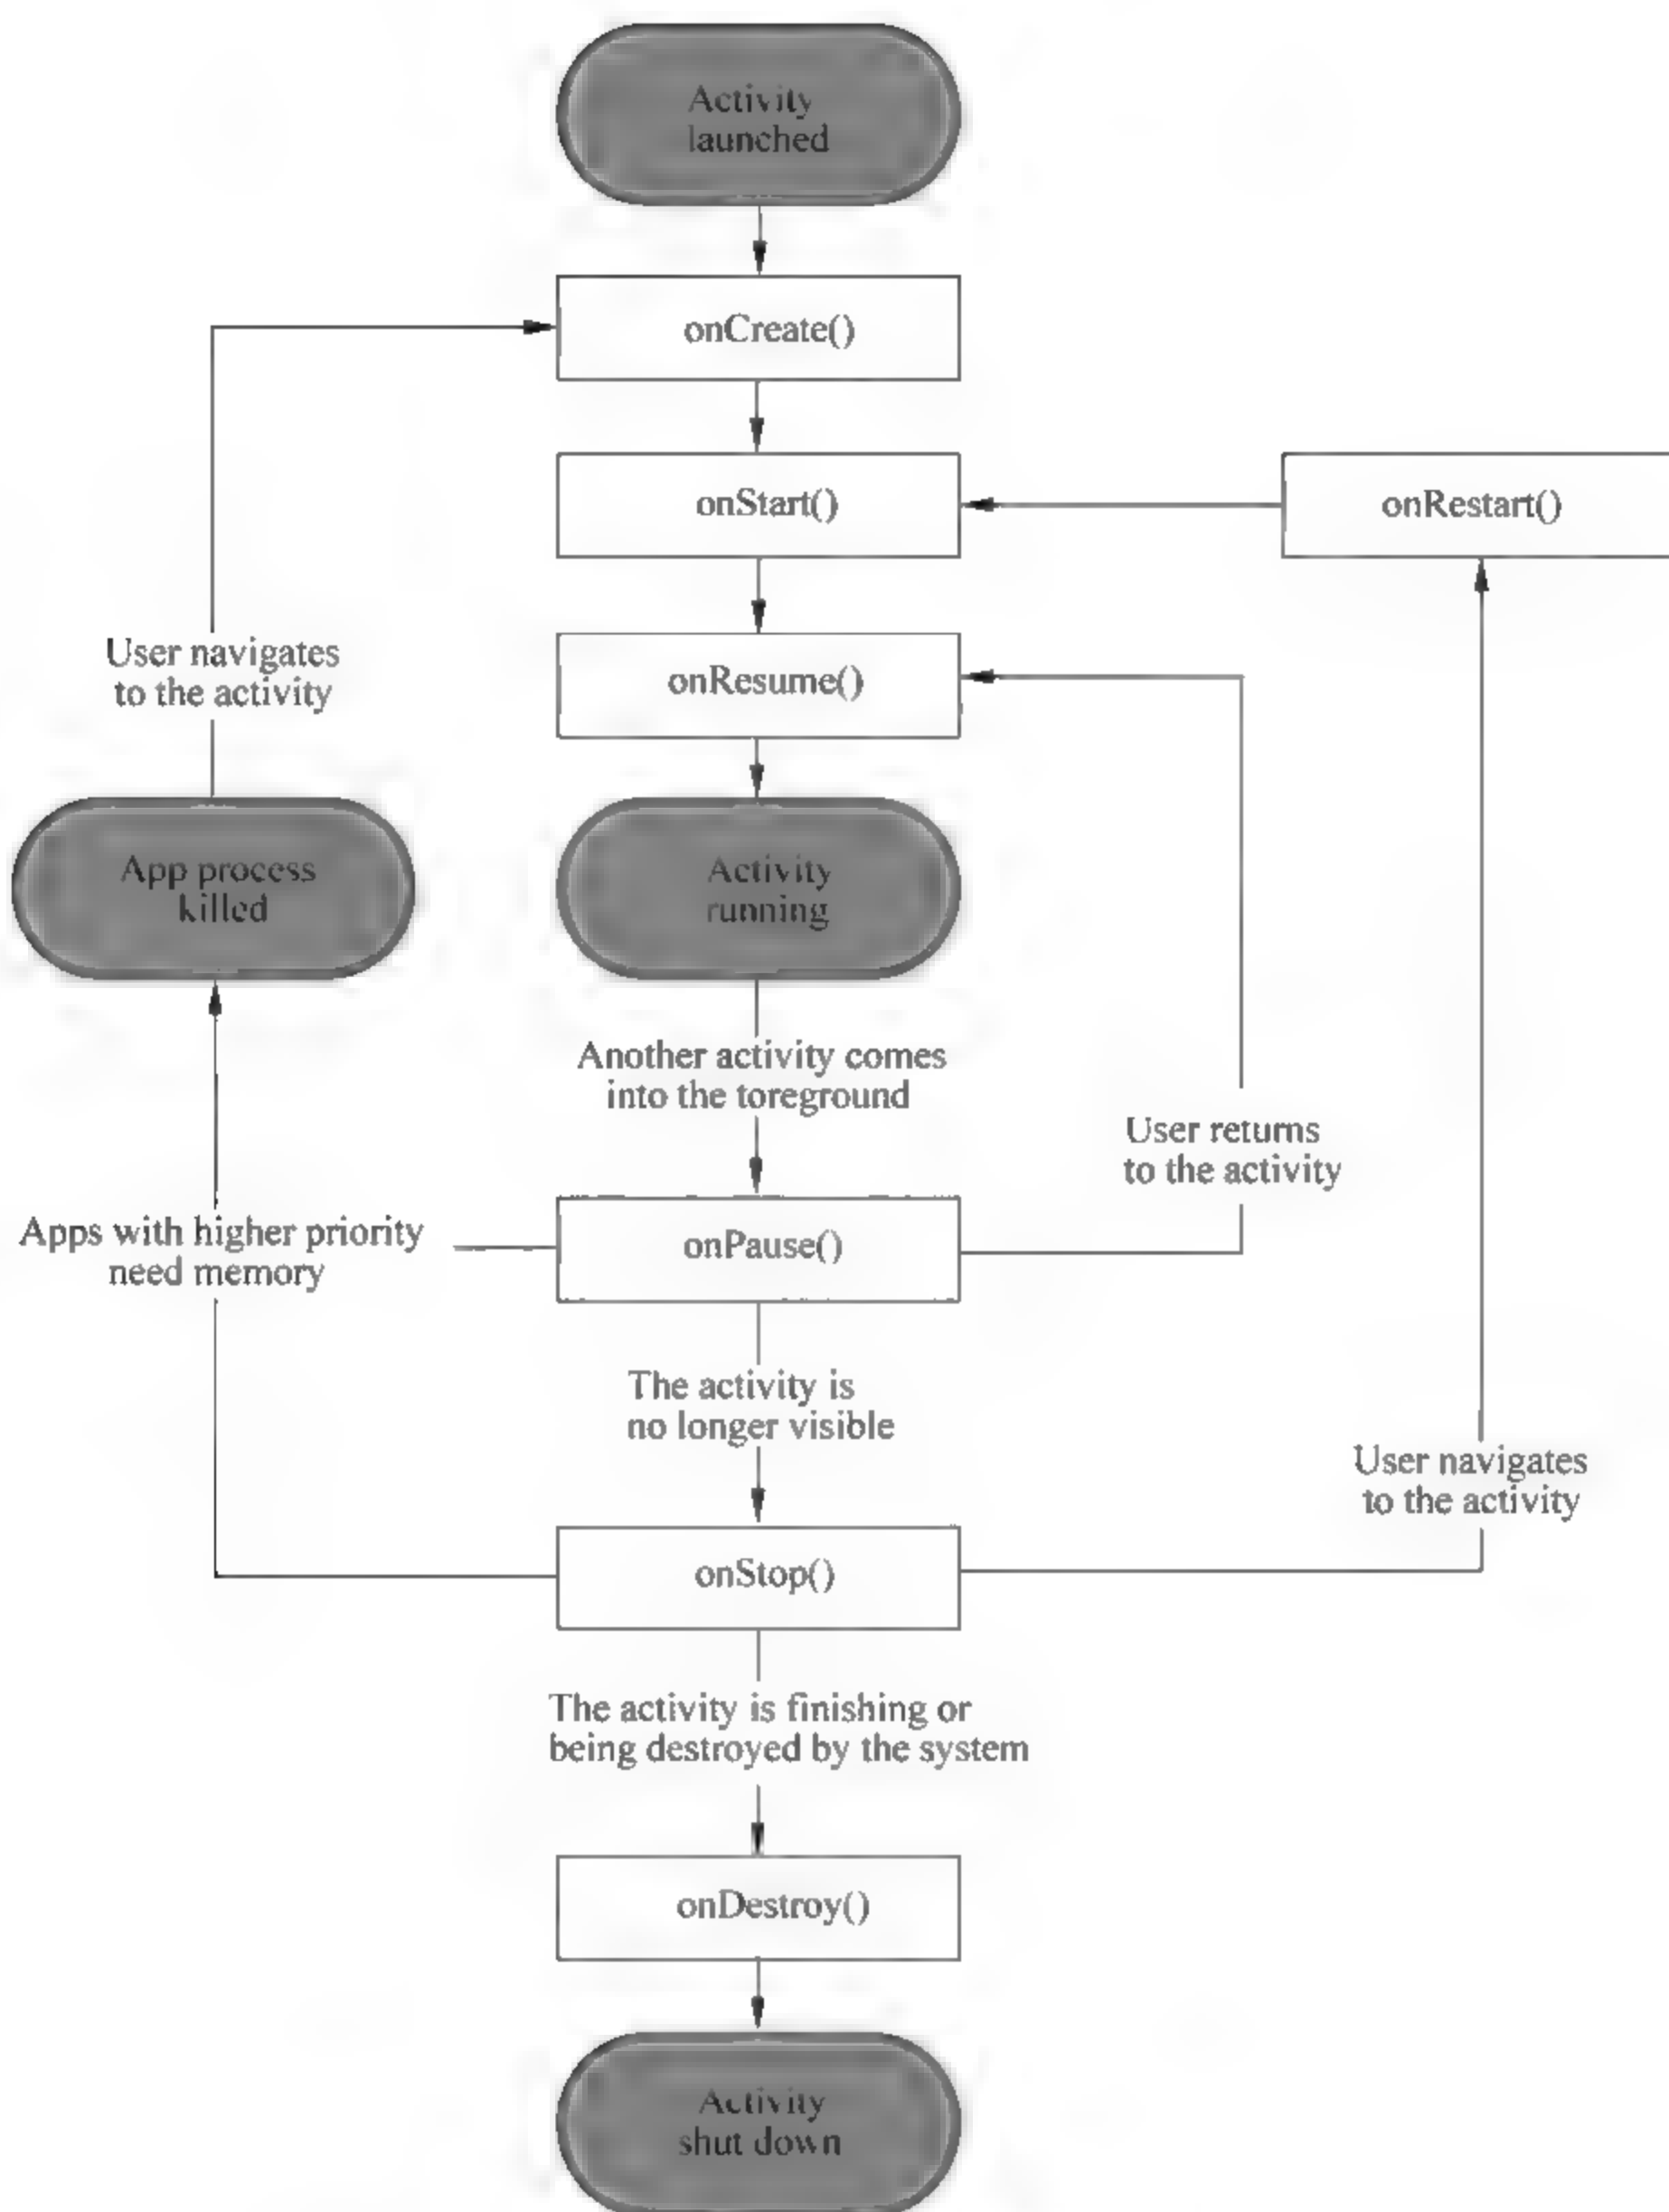 Activity
launched
onCreate()
onStart()
onRestart()
User navigates
to the activity
onResume()
App process
killed
Activity
running
Another activity comes
into the toreground
User returns
to the activity
Apps with higher priority
need memory
onPause()
The activity is
no longer visible
User navigates
to the activity
onStop()
The activity is finishing or
being destroyed by the system
onDestroy()
Activity
shut down